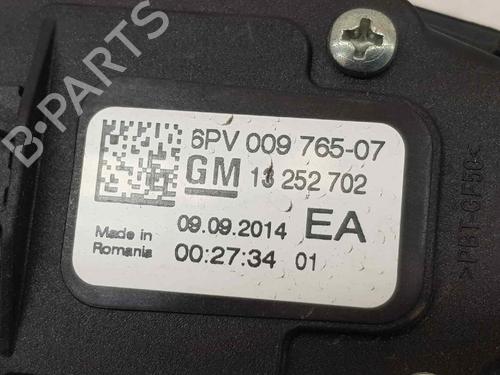 B-PARTS
6PV 009 765-07
GM 13 252 702
09.09.2014 EA
Made in
Romania
00:27:34 01
>PBT-GF50<